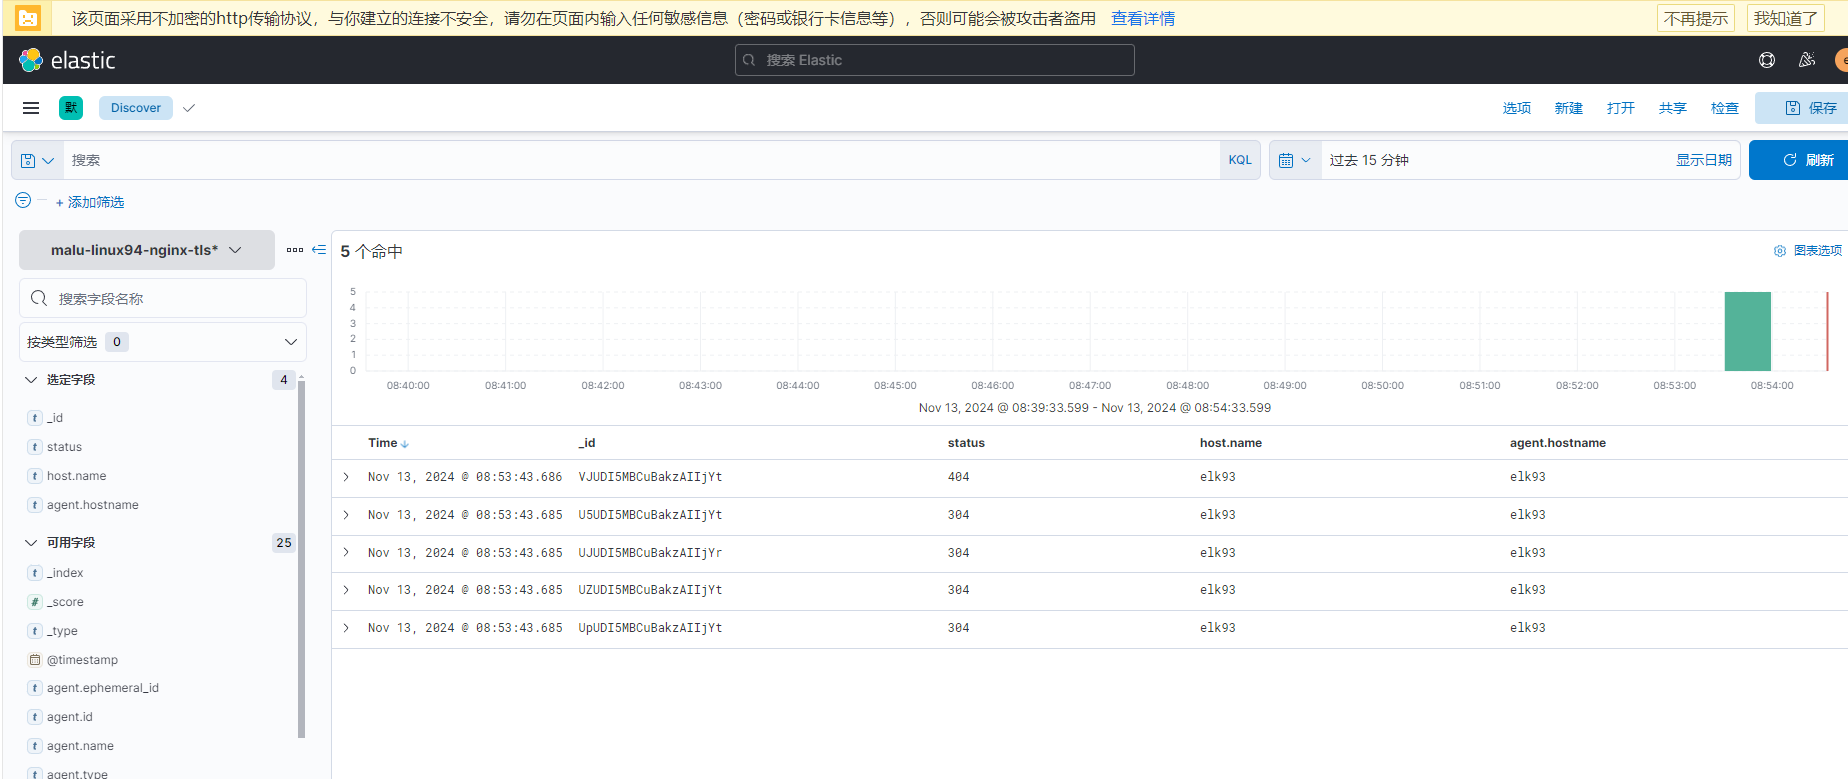 该页面采用不加密的http传输协议，与你建立的连接不安全，请勿在页面内输入任何敏感信息（密码或银行卡信息等），否则可能会被攻击者盗用 查看详情 不再提示 我知道了
elastic 搜索 Elastic e
默 Discover 选项 新建 打开 共享 检查 保存
搜索 KQL 过去 15 分钟 显示日期 刷新
+ 添加筛选
malu-linux94-nginx-tls*
搜索字段名称
按类型筛选 0
选定字段 4
t _id
t status
t host.name
t agent.hostname
可用字段 25
t _index
# _score
t _type
@timestamp
t agent.ephemeral_id
t agent.id
t agent.name
t agent.type
5 个命中 图表选项
5
4
3
2
1
0
08:40:00 08:41:00 08:42:00 08:43:00 08:44:00 08:45:00 08:46:00 08:47:00 08:48:00 08:49:00 08:50:00 08:51:00 08:52:00 08:53:00 08:54:00
Nov 13, 2024 @ 08:39:33.599 - Nov 13, 2024 @ 08:54:33.599
Time _id status host.name agent.hostname
Nov 13, 2024 @ 08:53:43.686 VJUDI5MBCuBakzAIIjYt 404 elk93 elk93
Nov 13, 2024 @ 08:53:43.685 U5UDI5MBCuBakzAIIjYt 304 elk93 elk93
Nov 13, 2024 @ 08:53:43.685 UJUDI5MBCuBakzAIIjYr 304 elk93 elk93
Nov 13, 2024 @ 08:53:43.685 UZUDI5MBCuBakzAIIjYt 304 elk93 elk93
Nov 13, 2024 @ 08:53:43.685 UpUDI5MBCuBakzAIIjYt 304 elk93 elk93